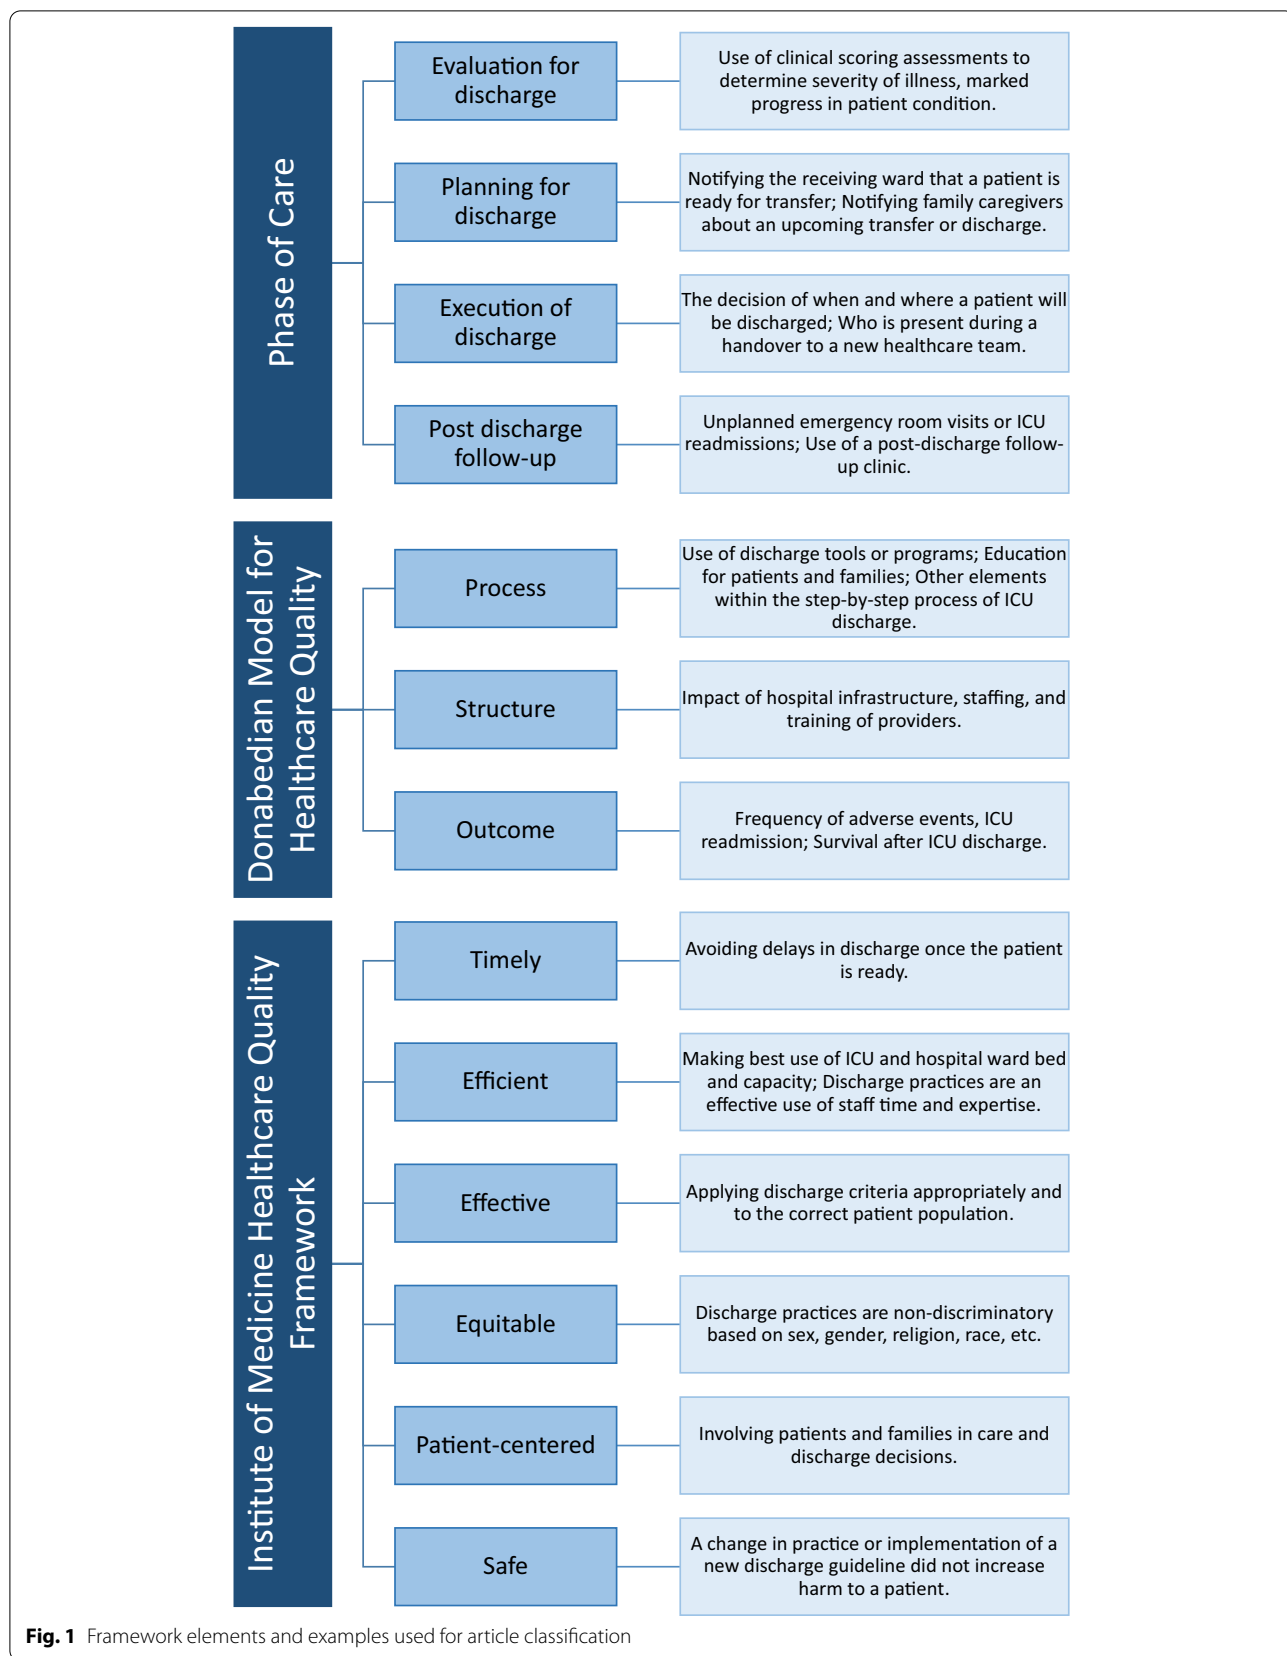 Phase of Care
Evaluation for
discharge
Use of clinical scoring assessments to
determine severity of illness, marked
progress in patient condition.
Planning for
discharge
Notifying the receiving ward that a patient is
ready for transfer; Notifying family caregivers
about an upcoming transfer or discharge.
Execution of
discharge
The decision of when and where a patient will
be discharged; Who is present during a
handover to a new healthcare team.
Post discharge
follow-up
Unplanned emergency room visits or ICU
readmissions; Use of a post-discharge follow-
up clinic.
Donabedian Model for
Healthcare Quality
Process
Use of discharge tools or programs; Education
for patients and families; Other elements
within the step-by-step process of ICU
discharge.
Structure
Impact of hospital infrastructure, staffing, and
training of providers.
Outcome
Frequency of adverse events, ICU
readmission; Survival after ICU discharge.
Institute of Medicine Healthcare Quality
Framework
Timely
Avoiding delays in discharge once the patient
is ready.
Efficient
Making best use of ICU and hospital ward bed
and capacity; Discharge practices are an
effective use of staff time and expertise.
Effective
Applying discharge criteria appropriately and
to the correct patient population.
Equitable
Discharge practices are non-discriminatory
based on sex, gender, religion, race, etc.
Patient-centered
Involving patients and families in care and
discharge decisions.
Safe
A change in practice or implementation of a
new discharge guideline did not increase
harm to a patient.
Fig. 1 Framework elements and examples used for article classification